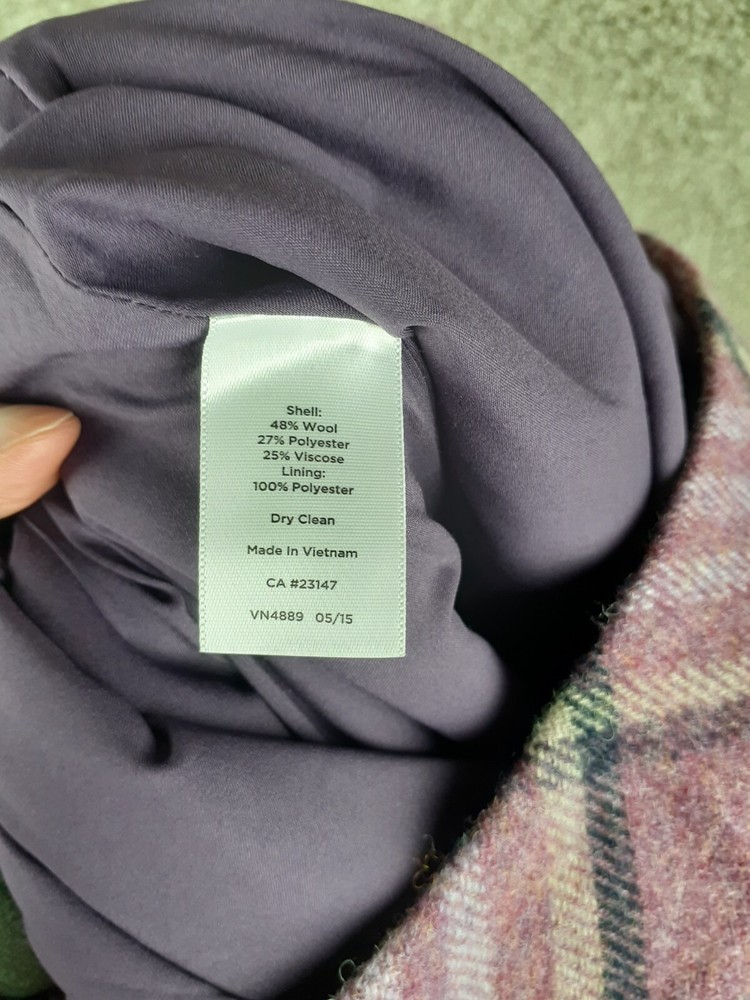 Shell:
48% Wool
27% Polyester
25% Viscose
Lining:
100% Polyester
Dry Clean
Made In Vietnam
CA #23147
VN4889 05/15